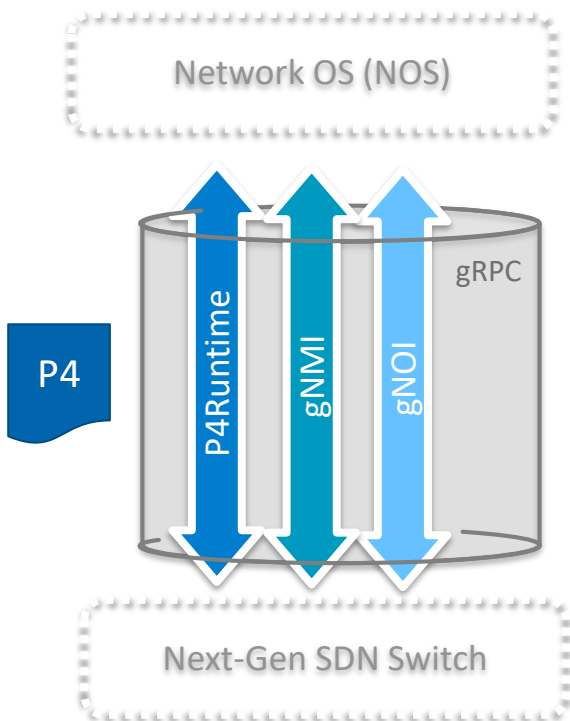 Network OS (NOS)
gRPC
P4
P4Runtime
gNMI
gNOI
Next-Gen SDN Switch